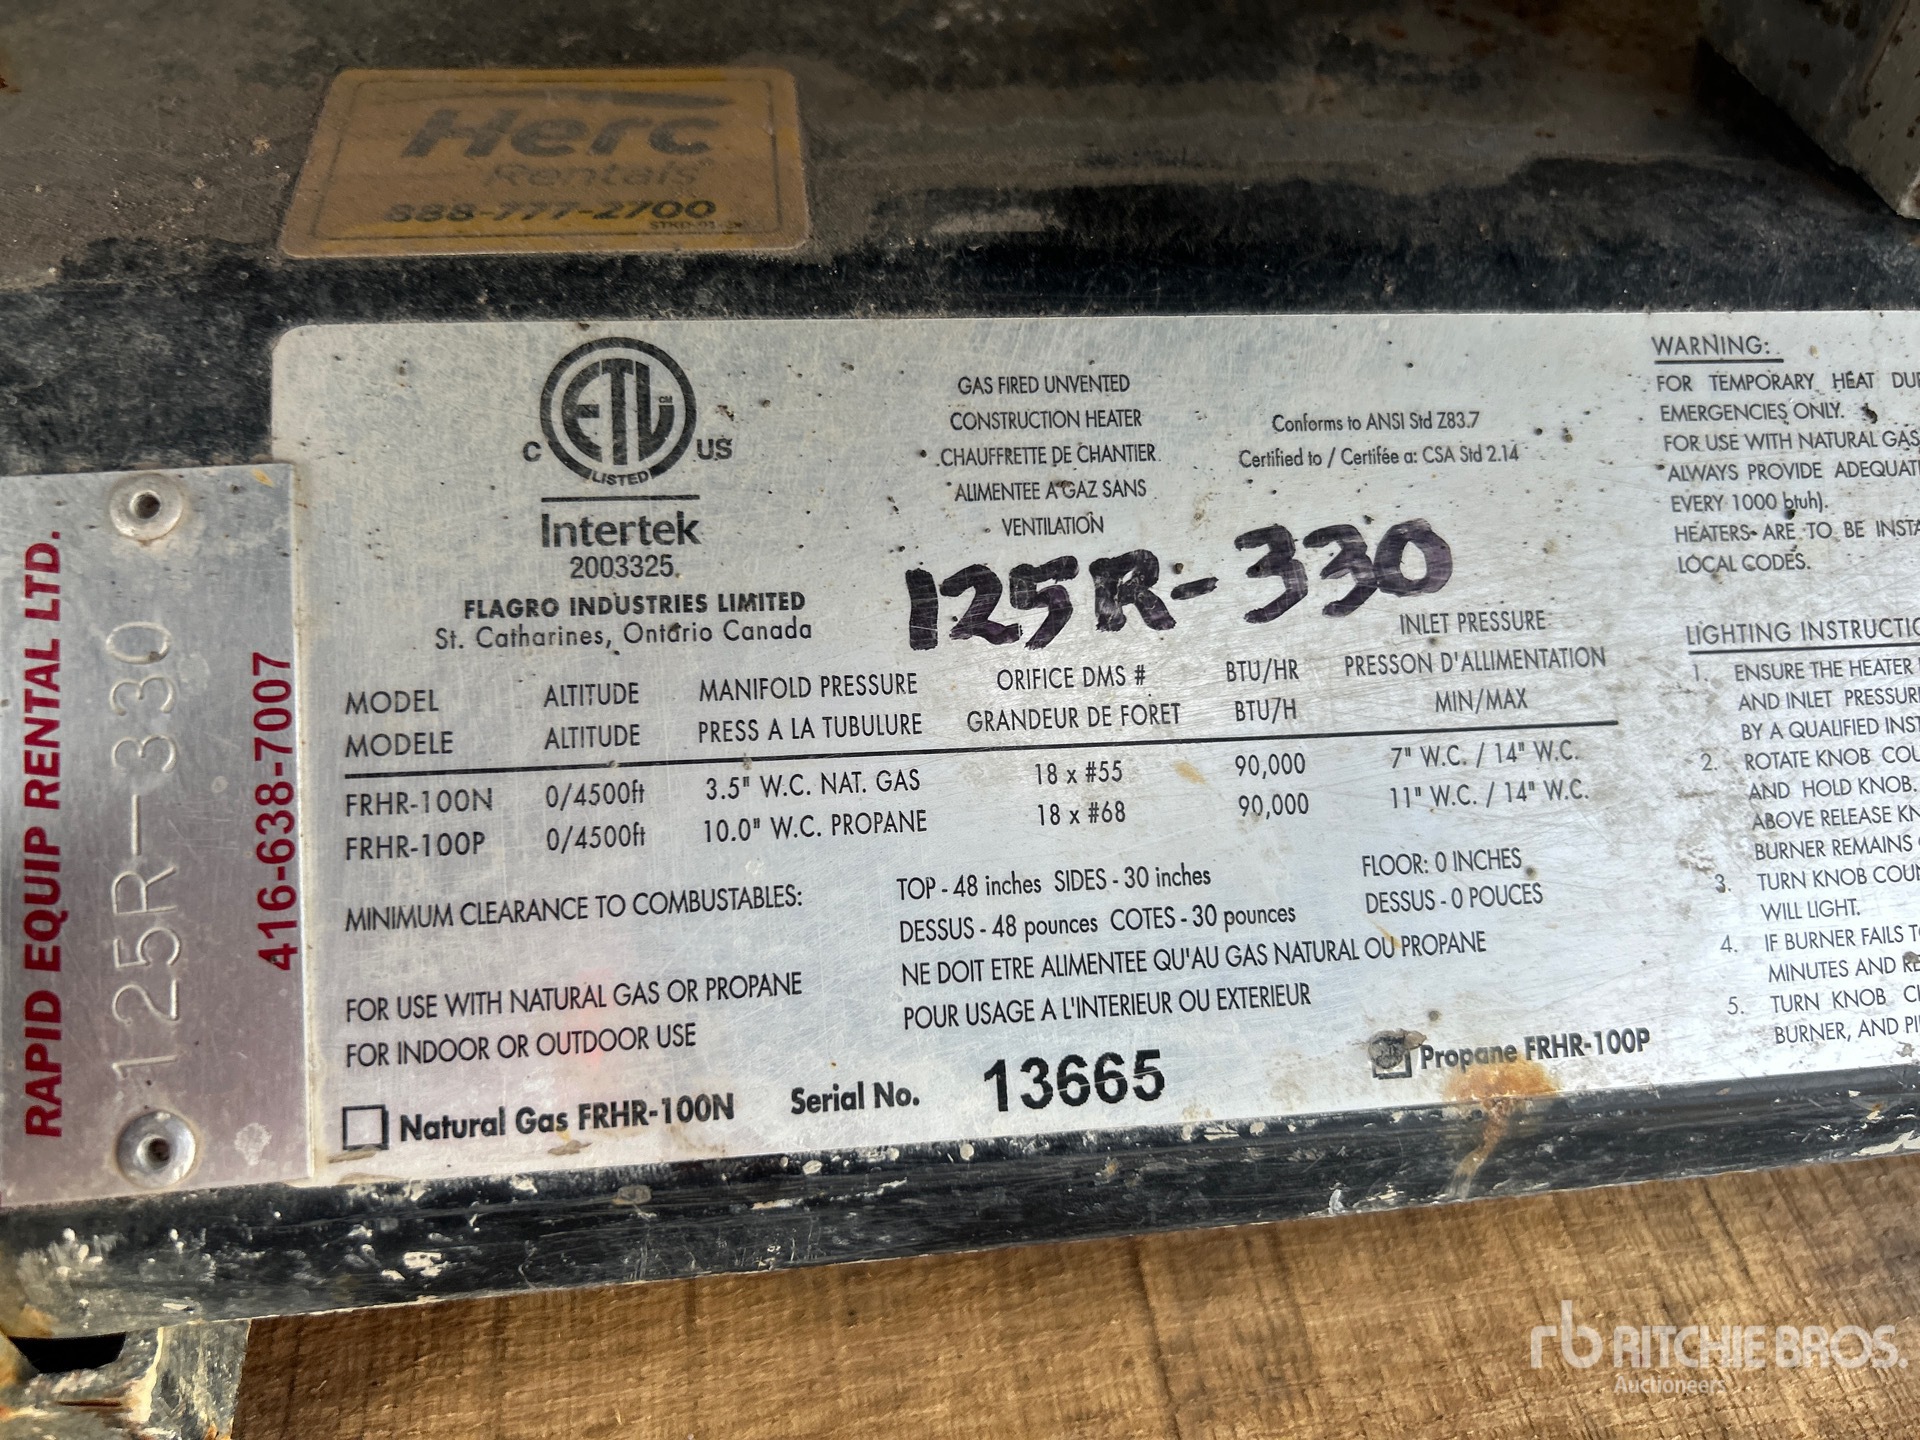 Herc
Rentals
888-777-2700
RAPID EQUIP RENTAL LTD.
125R-330
416-638-7007
ETL CM
C US
LISTED
Intertek
2003325
FLAGRO INDUSTRIES LIMITED
St. Catharines, Ontario Canada
GAS FIRED UNVENTED
CONSTRUCTION HEATER
CHAUFFRETTE DE CHANTIER
ALIMENTEE A GAZ SANS
VENTILATION
Conforms to ANSI Std Z83.7
Certified to / Certifée a: CSA Std 2.14
125R-330
MODEL ALTITUDE MANIFOLD PRESSURE ORIFICE DMS # BTU/HR INLET PRESSURE
MODELE ALTITUDE PRESS A LA TUBULURE GRANDEUR DE FORET BTU/H PRESSON D'ALLIMENTATION
MIN/MAX
FRHR-100N 0/4500ft 3.5" W.C. NAT. GAS 18 x #55 90,000 7" W.C. / 14" W.C.
FRHR-100P 0/4500ft 10.0" W.C. PROPANE 18 x #68 90,000 11" W.C. / 14" W.C.
MINIMUM CLEARANCE TO COMBUSTABLES: TOP - 48 inches SIDES - 30 inches FLOOR: 0 INCHES
DESSUS - 48 pounces COTES - 30 pounces DESSUS - 0 POUCES
FOR USE WITH NATURAL GAS OR PROPANE NE DOIT ETRE ALIMENTEE QU'AU GAS NATURAL OU PROPANE
FOR INDOOR OR OUTDOOR USE POUR USAGE A L'INTERIEUR OU EXTERIEUR
Natural Gas FRHR-100N Serial No. 13665 Propane FRHR-100P
WARNING:
FOR TEMPORARY HEAT
EMERGENCIES ONLY.
FOR USE WITH NATURAL GAS
ALWAYS PROVIDE
EVERY 1000 btuh).
HEATERS ARE TO BE
LOCAL CODES.
LIGHTING
1. ENSURE THE HEATER
AND INLET
BY A QUALIFIED
2. ROTATE KNOB
AND HOLD KNOB.
ABOVE RELEASE
BURNER REMAINS
3. TURN KNOB
WILL LIGHT.
4. IF BURNER FAILS
MINUTES AND
5. TURN KNOB
BURNER, AND
rb RITCHIE BROS.
Auctioneers